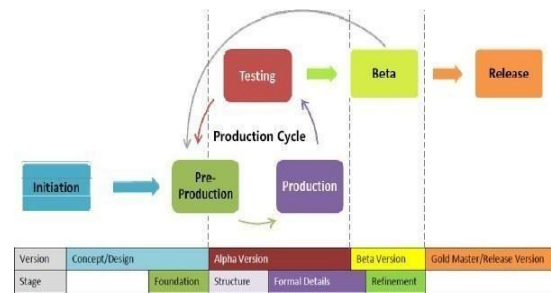 Testing
Beta
Release
Production Cycle
Initiation
Pre-
Production
Production
Version Concept/Design Alpha Version Beta Version Gold Master/Release Version
Stage Foundation Structure Formal Details Refinement